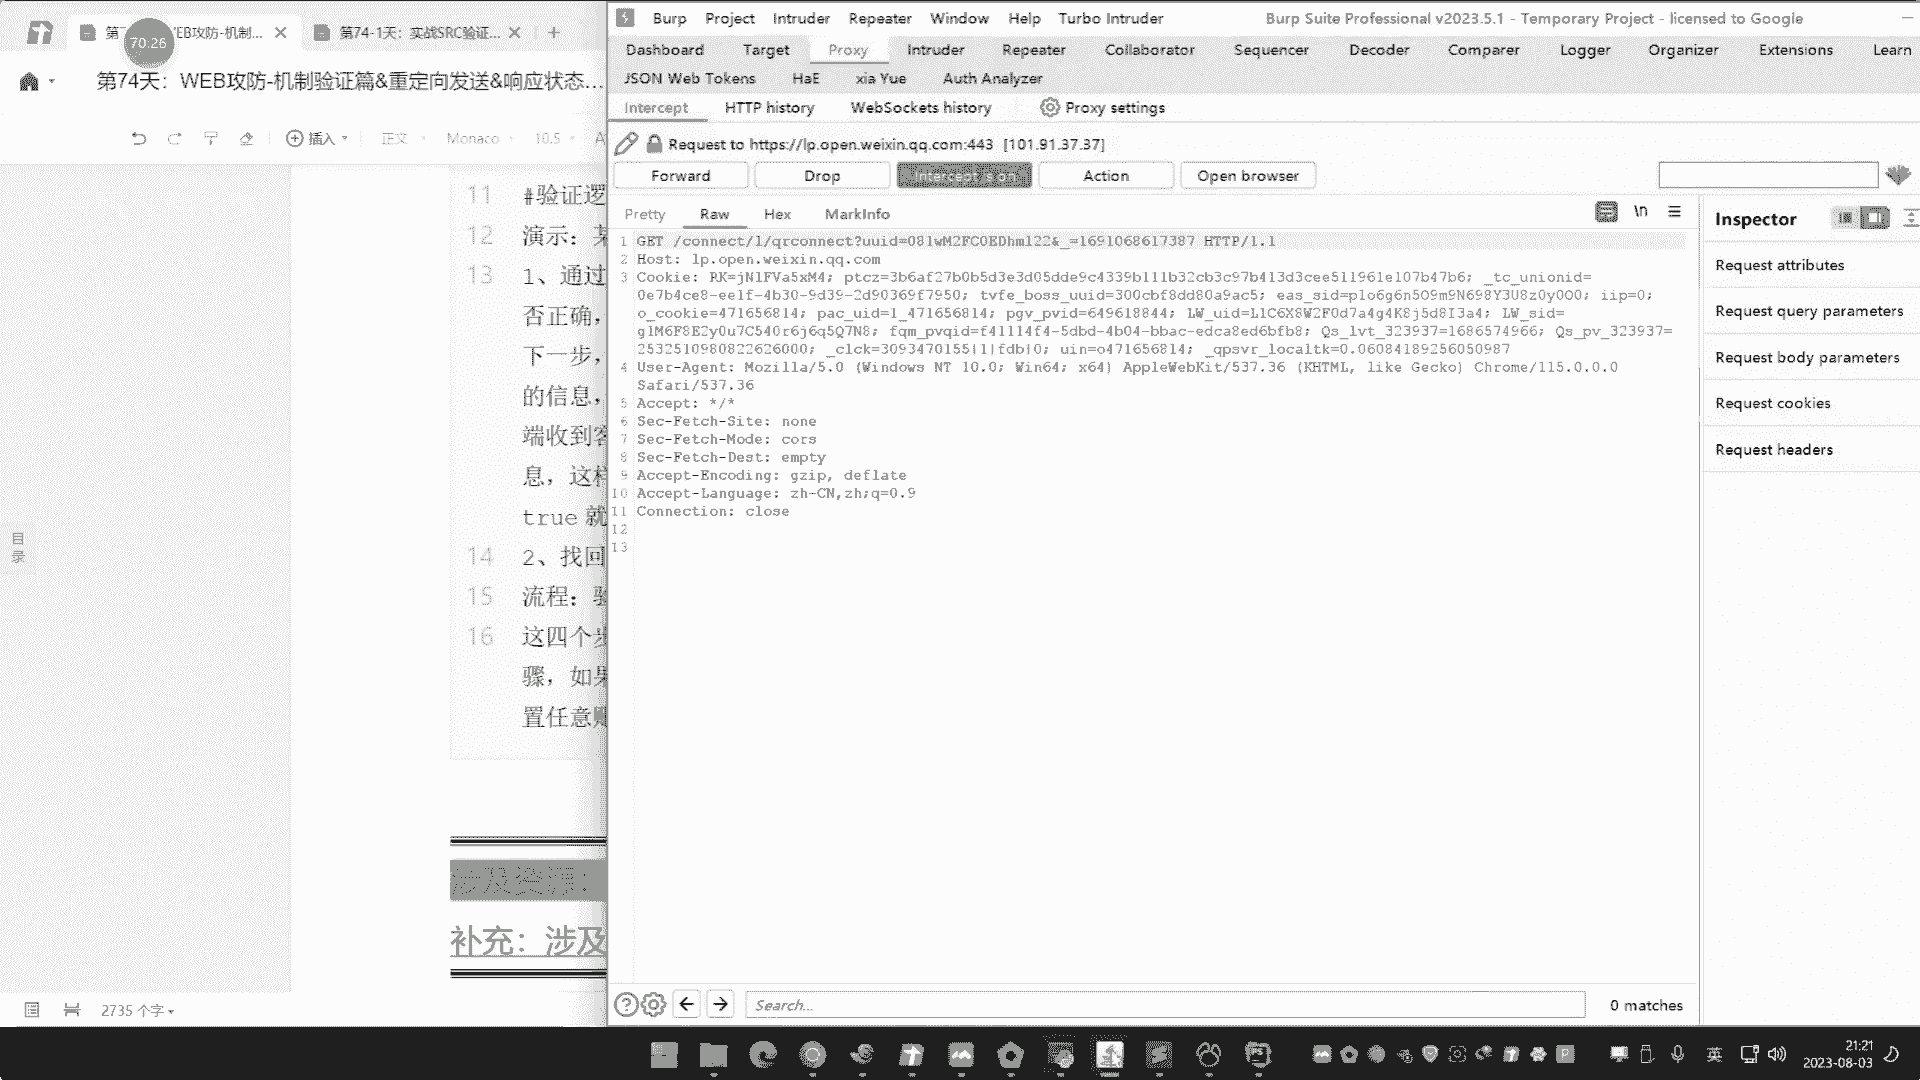 第
EB攻防-机制...
第74-1天：实战SRC验证...
70:26
第74天：WEB攻防-机制验证篇&重定向发送&响应状态...
插入
正文
Monaco
10.5
11 #验证逻
12 演示：某
13 1、通过
否正确，
下一步，
的信息，
端收到客
息，这样
true 就
14 2、找回
15 流程：验
16 这四个步
骤，如果
置任意账
涉及资源：
补充：涉及
目录
2735 个字
Burp Project Intruder Repeater Window Help Turbo Intruder
Burp Suite Professional v2023.5.1 - Temporary Project - licensed to Google
Dashboard Target Proxy Intruder Repeater Collaborator Sequencer Decoder Comparer Logger Organizer Extensions Learn
JSON Web Tokens HaE xia Yue Auth Analyzer
Intercept HTTP history WebSockets history Proxy settings
Request to https://lp.open.weixin.qq.com:443 [101.91.37.37]
Forward Drop Intercept is on Action Open browser
Pretty Raw Hex MarkInfo
\n
1 GET /connect/l/qrconnect?uuid=081wM2FC0EDhm122&_=1691068617387 HTTP/1.1
2 Host: lp.open.weixin.qq.com
3 Cookie: RK=jN1FVa5xM4; ptcz=3b6af27b0b5d3e3d05dde9c4339b111b32cb3c97b413d3cee511961e107b47b6; _tc_unionid=
0e7b4ce8-ee1f-4b30-9d39-2d90369f7950; tvfe_boss_uuid=300cbf8dd80a9ac5; eas_sid=p1o6g6n5O9m9N698Y3U8z0y0O0; iip=0;
o_cookie=471656814; pac_uid=1_471656814; pgv_pvid=649618844; LW_uid=L1C6X8W2F0d7a4g4K8j5d8I3a4; LW_sid=
g1M6F8E2y0u7C540r6j6q5Q7N8; fqm_pvqid=f41114f4-5dbd-4b04-bbac-edca8ed6bfb8; Qs_lvt_323937=1686574966; Qs_pv_323937=
2532510980822626000; _clck=3093470155|1|fdb|0; uin=o471656814; _qpsvr_localtk=0.06084189256050987
4 User-Agent: Mozilla/5.0 (Windows NT 10.0; Win64; x64) AppleWebKit/537.36 (KHTML, like Gecko) Chrome/115.0.0.0
Safari/537.36
5 Accept: */*
6 Sec-Fetch-Site: none
7 Sec-Fetch-Mode: cors
8 Sec-Fetch-Dest: empty
9 Accept-Encoding: gzip, deflate
10 Accept-Language: zh-CN,zh;q=0.9
11 Connection: close
12
13
Inspector
Request attributes
Request query parameters
Request body parameters
Request cookies
Request headers
Search...
0 matches
英
21:21
2023-08-03